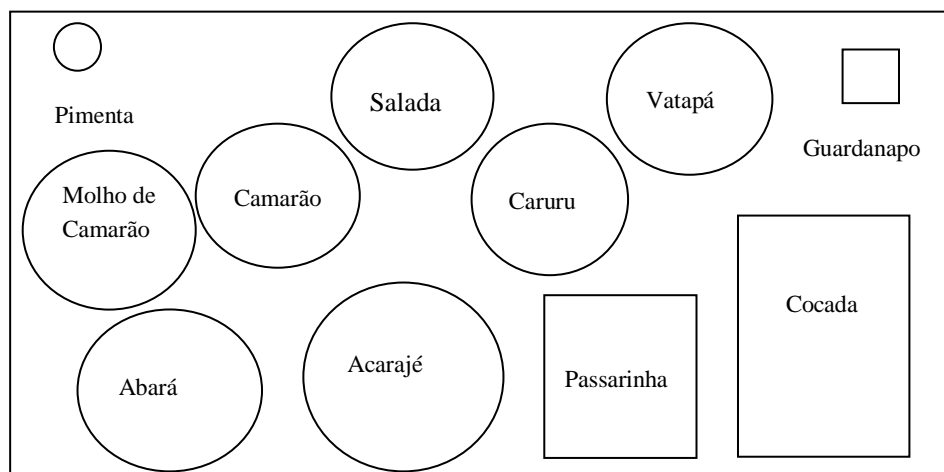 Pimenta
Salada
Vatapá
Guardanapo
Molho de
Camarão
Camarão
Caruru
Cocada
Abará
Acarajé
Passarinha